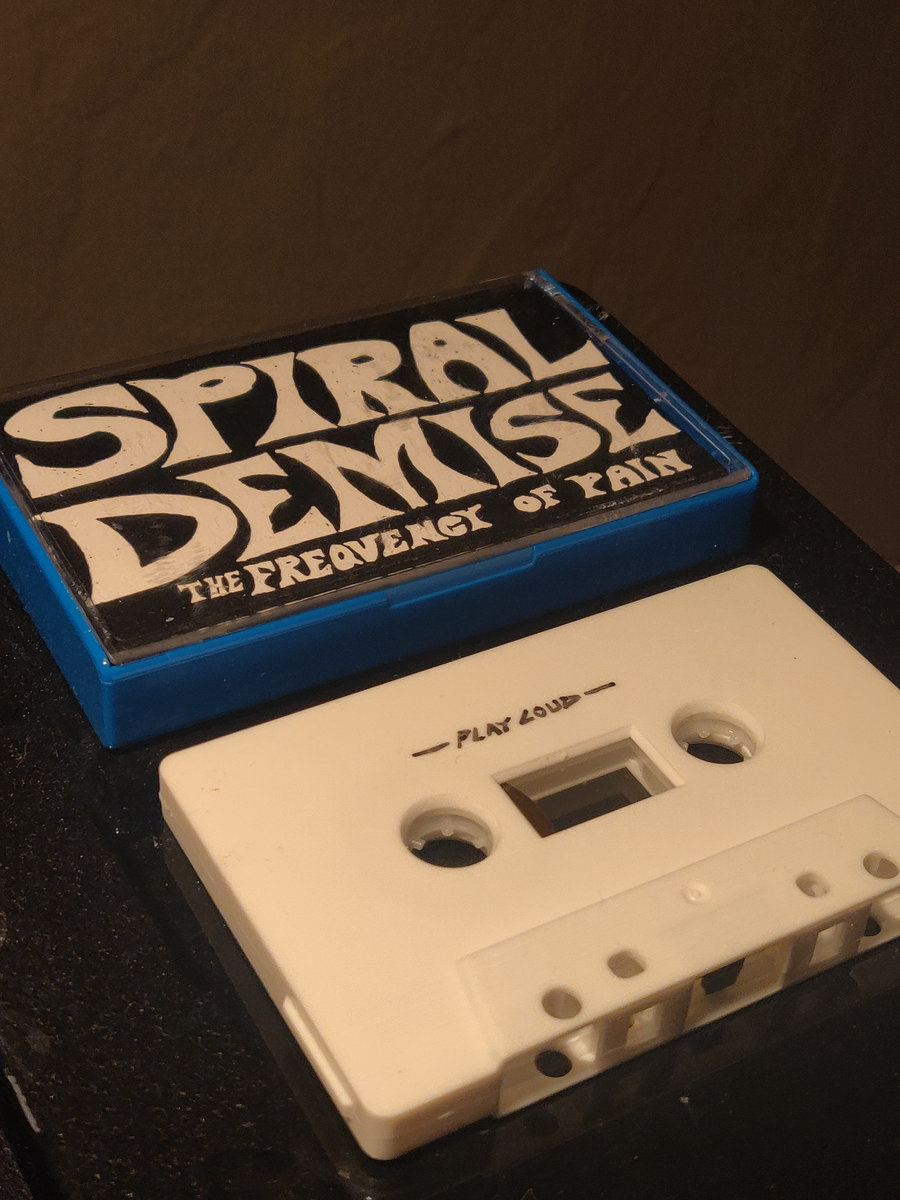 SPIRAL
DEMISE
THE FREQUENCY OF PAIN
— PLAY LOUD —